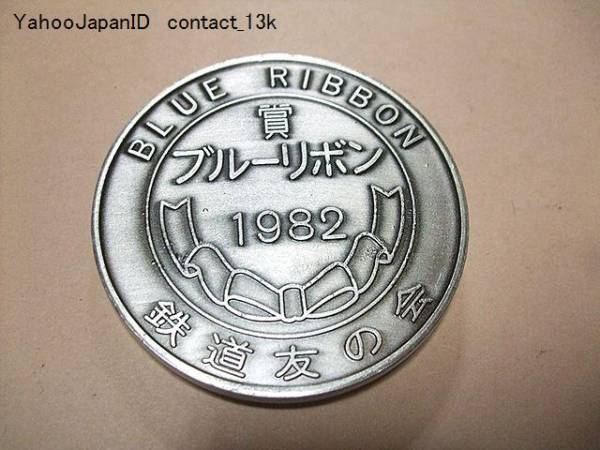 YahooJapanID contact_13k
BLUE RIBBON
賞
ブルーリボン
1982
鉄道友の会